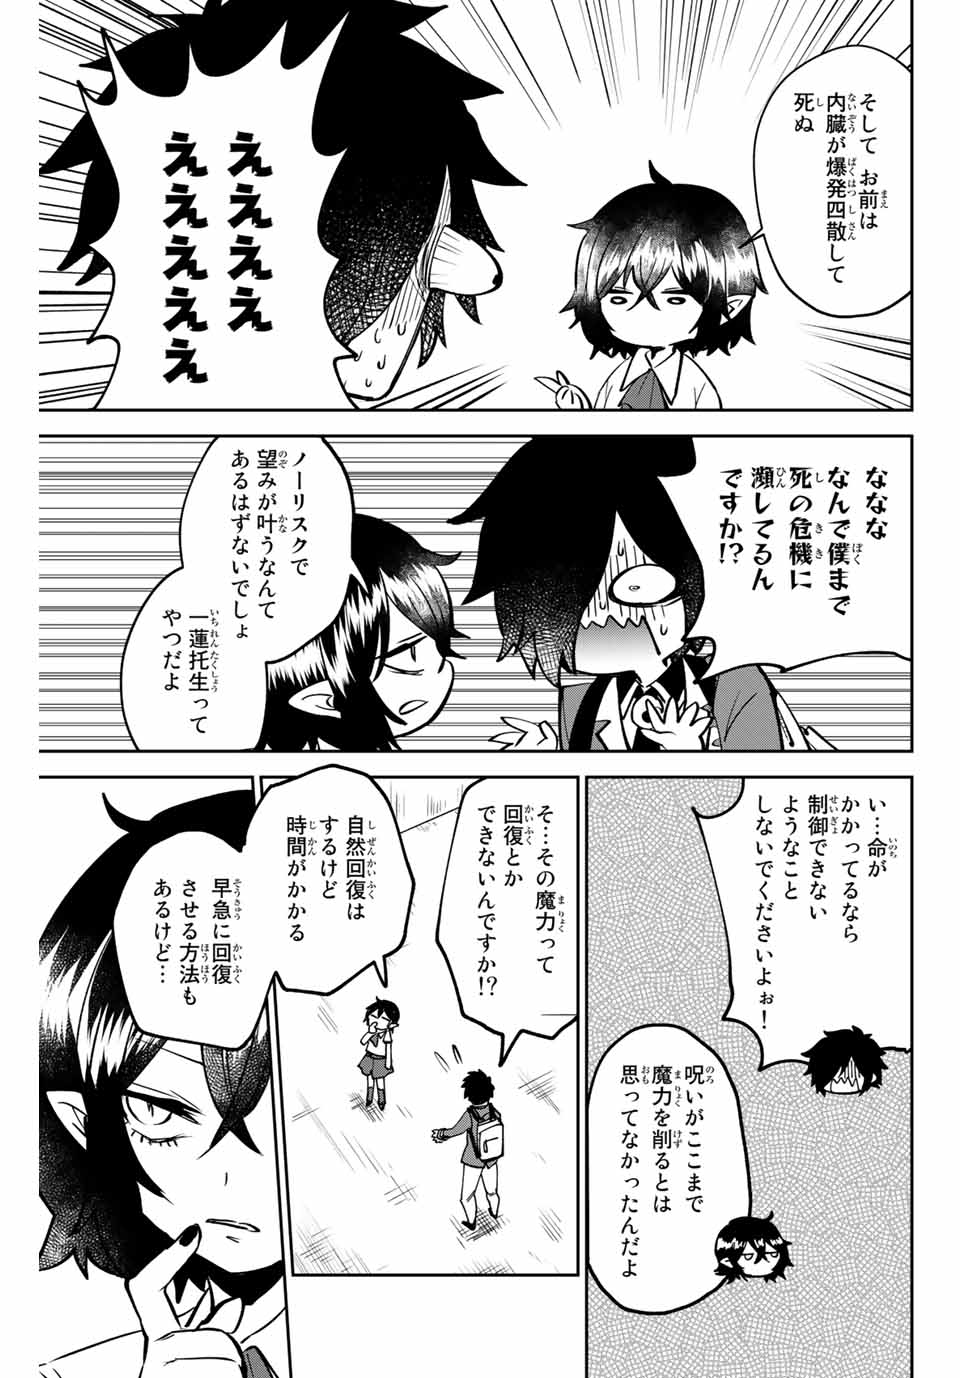 そして お前は
内臓が爆発四散して
死ぬ
ええええ
えええええ
ななな
なんで僕まで
死の危機に
瀕してるん
ですか!?
ノーリスクで
望みが叶うなんて
あるはずないでしょ
一蓮托生って
やつだよ
い…命が
かかってるなら
制御できない
ようなこと
しないでくださいよぉ!
呪いがここまで
魔力を削るとは
思ってなかったんだよ
そ…その魔力って
回復とか
できないんですか!?
自然回復は
するけど
時間がかかる
早急に回復
させる方法も
あるけど…